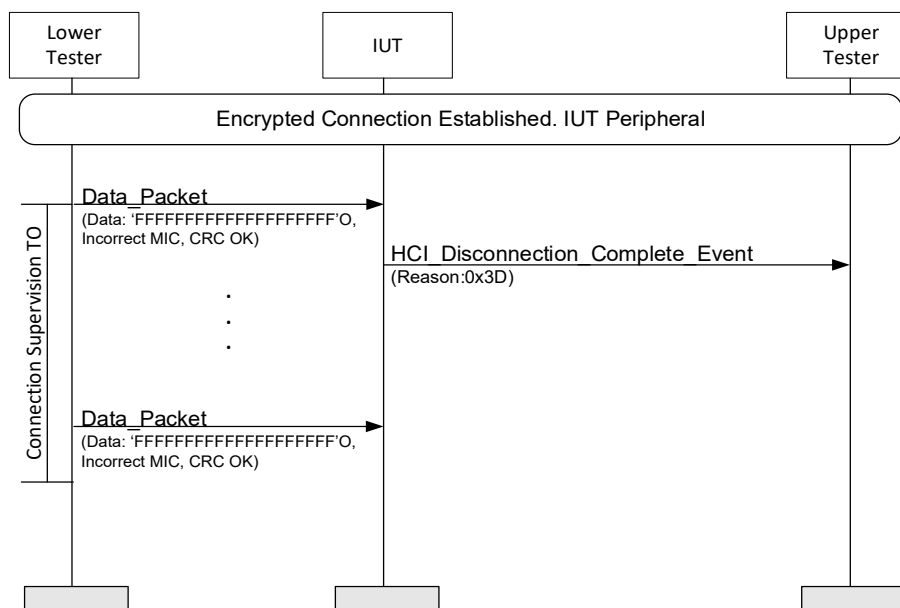 Lower
Tester
IUT
Upper
Tester
Encrypted Connection Established. IUT Peripheral
Data_Packet
(Data: ‘FFFFFFFFFFFFFFFFFFFF’O,
Incorrect MIC, CRC OK)
HCI_Disconnection_Complete_Event
(Reason:0x3D)
Connection Supervision TO
Data_Packet
(Data: ‘FFFFFFFFFFFFFFFFFFFF’O,
Incorrect MIC, CRC OK)